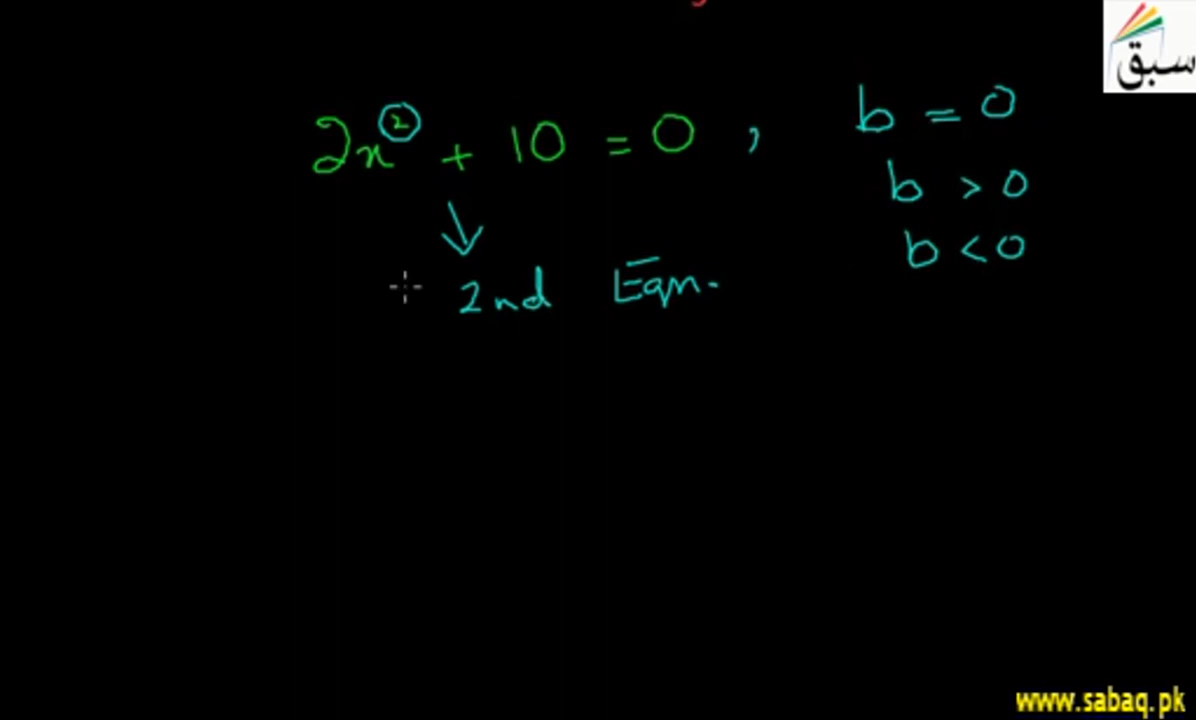 سبق
2x² + 10 = 0 , b = 0
b > 0
b < 0
2nd Eqn.
www.sabaq.pk